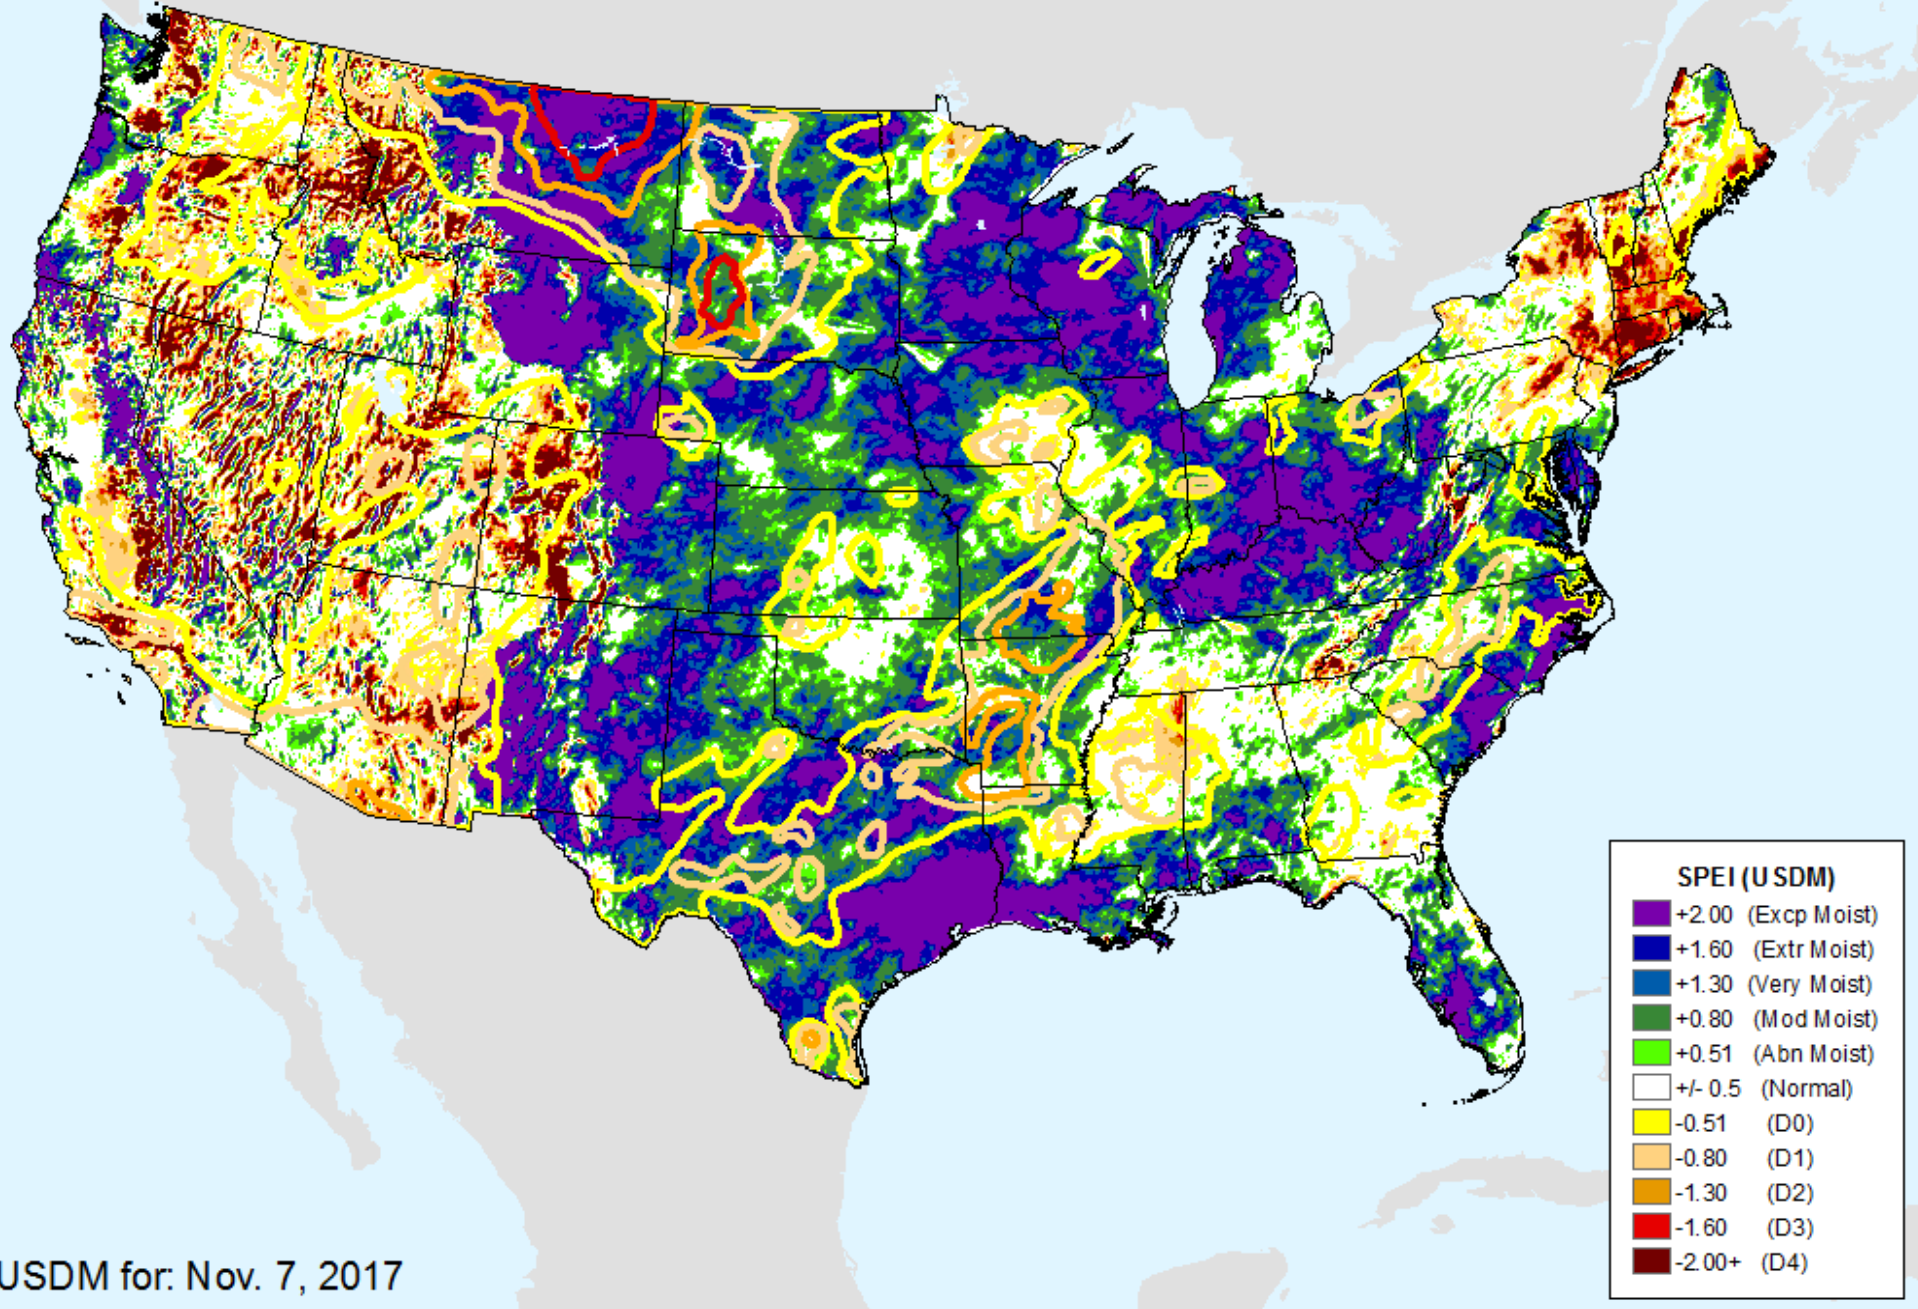 SPEI (USDM)
+2.00 (Excp Moist)
+1.60 (Extr Moist)
+1.30 (Very Moist)
+0.80 (Mod Moist)
+0.51 (Abn Moist)
+/- 0.5 (Normal)
-0.51 (D0)
-0.80 (D1)
-1.30 (D2)
-1.60 (D3)
-2.00+ (D4)
USDM for: Nov. 7, 2017